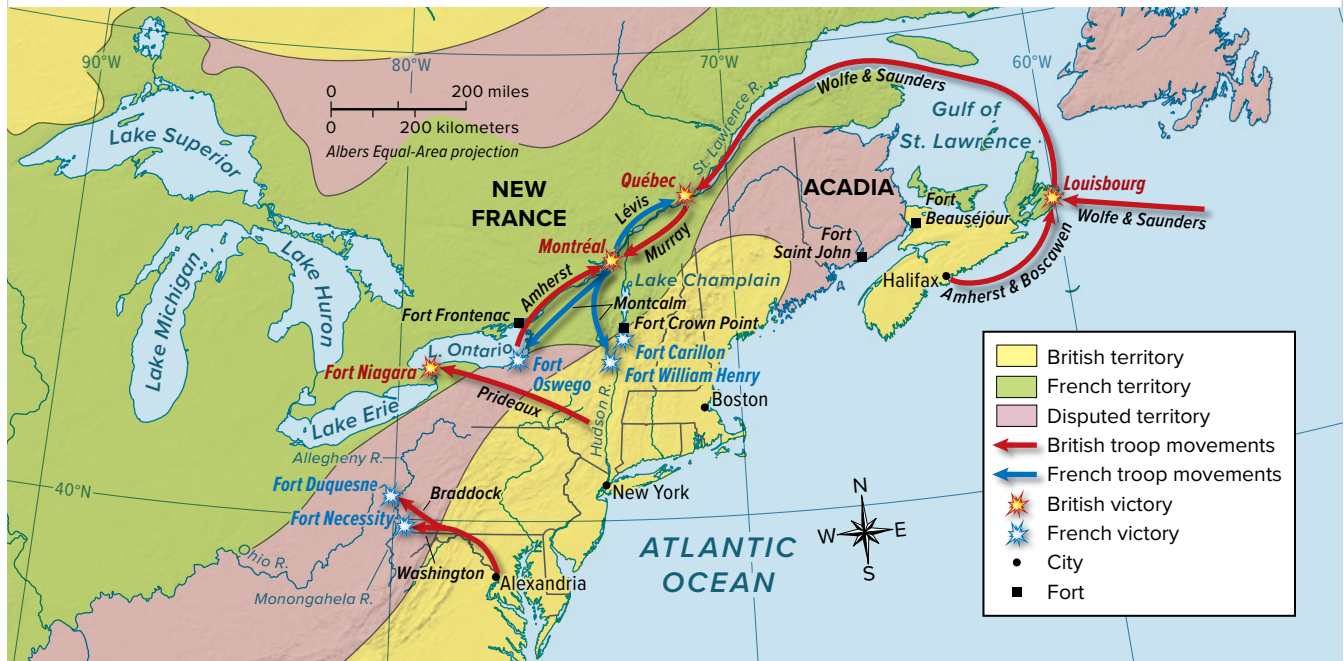 90°W
80°W
70°W
60°W
0 200 miles
0 200 kilometers
Albers Equal-Area projection
Lake Superior
Wolfe & Saunders
St. Lawrence R.
Gulf of
St. Lawrence
NEW
FRANCE
Québec
ACADIA
Louisbourg
Wolfe & Saunders
Fort
Beauséjour
Lévis
Montréal
Murray
Fort
Saint John
Halifax
Amherst & Boscawen
Lake Michigan
Lake Huron
Amherst
Lake Champlain
Montcalm
Fort Frontenac
Fort Crown Point
L. Ontario
Fort Carillon
Fort William Henry
Fort
Oswego
Fort Niagara
Prideaux
Hudson R.
Boston
Lake Erie
Allegheny R.
40°N
Fort Duquesne
Braddock
New York
Fort Necessity
Ohio R.
Washington
Alexandria
Monongahela R.
ATLANTIC
OCEAN
N
W E
S
British territory
French territory
Disputed territory
British troop movements
French troop movements
British victory
French victory
City
Fort